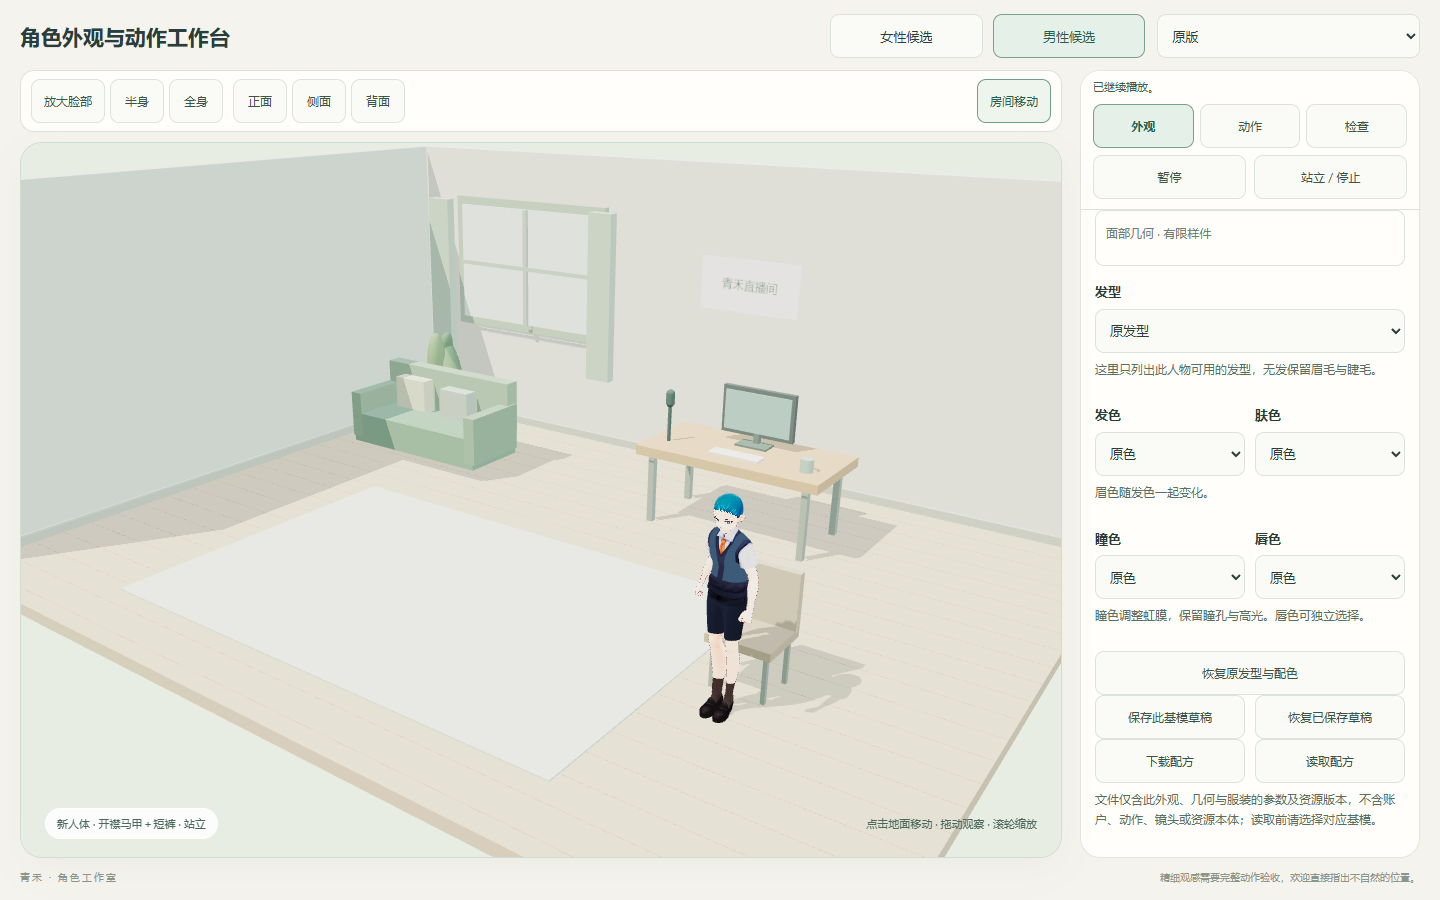 角色外观与动作工作台
女性候选
男性候选
原版
放大脸部
半身
全身
正面
侧面
背面
房间移动
已继续播放。
外观
动作
检查
暂停
站立 / 停止
面部几何 · 有限样件
发型
原发型
这里只列出此人物可用的发型，无发保留眉毛与睫毛。
发色
肤色
原色
原色
眉色随发色一起变化。
瞳色
唇色
原色
原色
瞳色调整虹膜，保留瞳孔与高光。唇色可独立选择。
恢复原发型与配色
保存此基模草稿
恢复已保存草稿
下载配方
读取配方
文件仅含此外观、几何与服装的参数及资源版本，不含账
户、动作、镜头或资源本体；读取前请选择对应基模。
青禾直播间
新人体 · 开襟马甲 + 短裤 · 站立
点击地面移动 · 拖动观察 · 滚轮缩放
青禾 · 角色工作室
精细观感需要完整动作验收，欢迎直接指出不自然的位置。